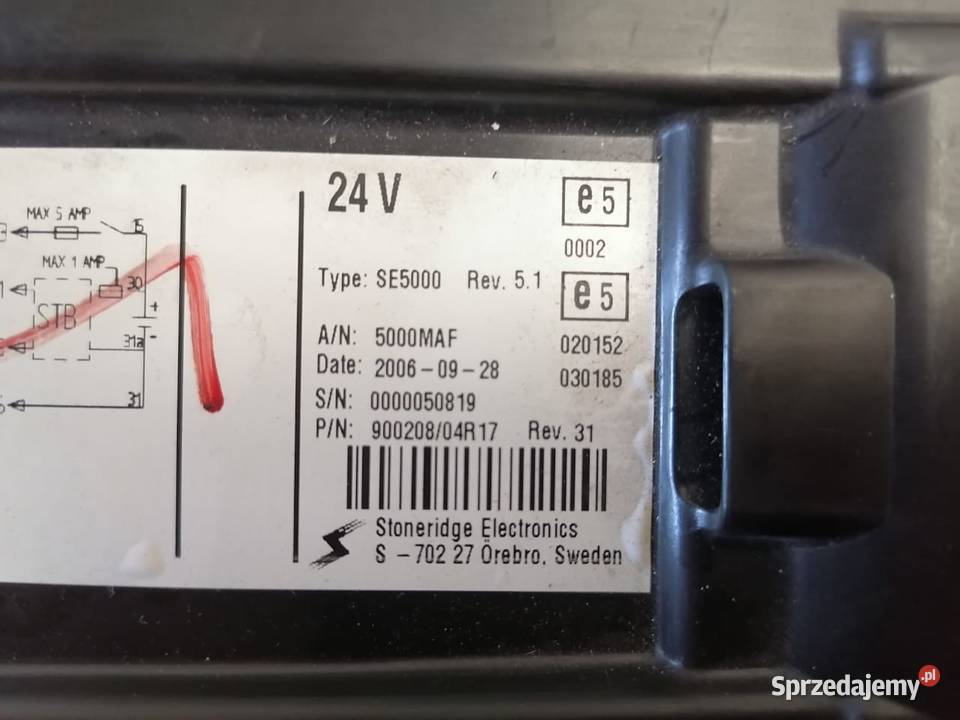 24 V
e5
0002
Type: SE5000 Rev. 5.1
e5
A/N: 5000MAF
020152
Date: 2006-09-28
030185
S/N: 0000050819
P/N: 900208/04R17 Rev. 31
Stoneridge Electronics
S -702 27 Örebro, Sweden
MAX 5 AMP
15
MAX 1 AMP
30
STB
+
-
31a
31
Sprzedajemy.pl